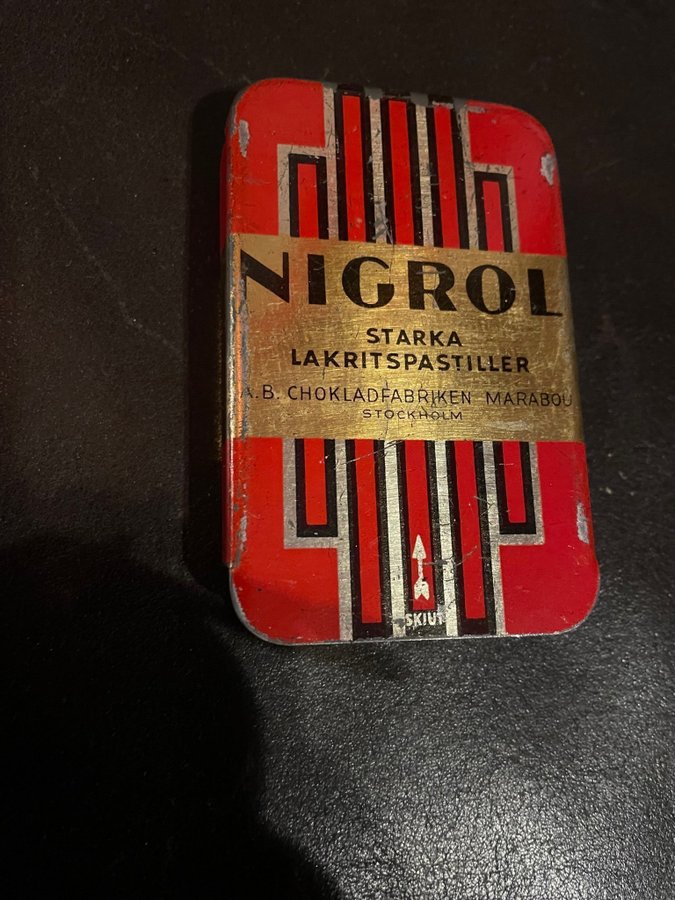 NIGROL
STARKA
LAKRITSPASTILLER
A.B. CHOKLADFABRIKEN MARABOU
STOCKHOLM
SKJUT